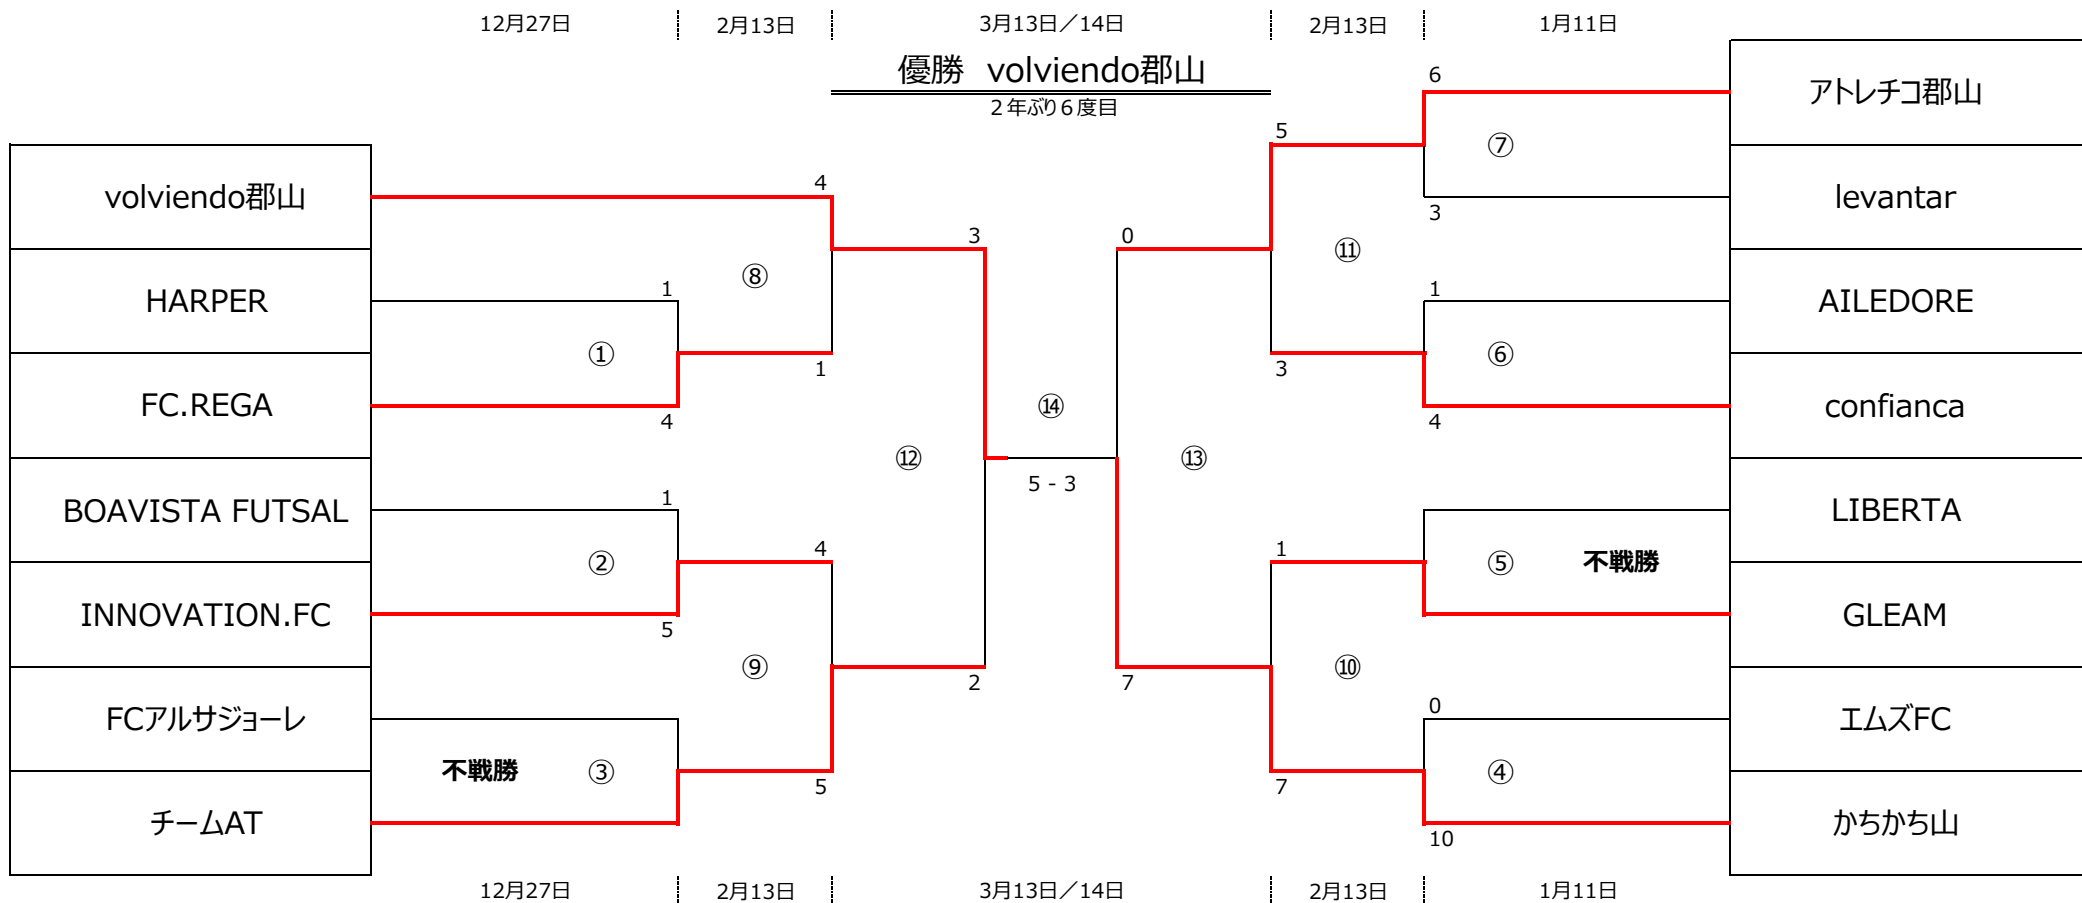 12月27日 2月13日 3月13日／14日 2月13日 1月11日
優勝 volviendo郡山
２年ぶり６度目
6
アトレチコ郡山
5
⑦
volviendo郡山
4
levantar
3
3
0
⑪
⑧
HARPER
1
1
AILEDORE
①
⑥
1
3
FC.REGA
4
⑭
4
confianca
⑫
⑬
5 - 3
BOAVISTA FUTSAL
1
LIBERTA
4
1
②
⑤ 不戦勝
INNOVATION.FC
5
GLEAM
⑨
⑩
2
7
FCアルサジョーレ
0
エムズFC
不戦勝 ③
④
5
7
チームAT
10
かちかち山
12月27日 2月13日 3月13日／14日 2月13日 1月11日